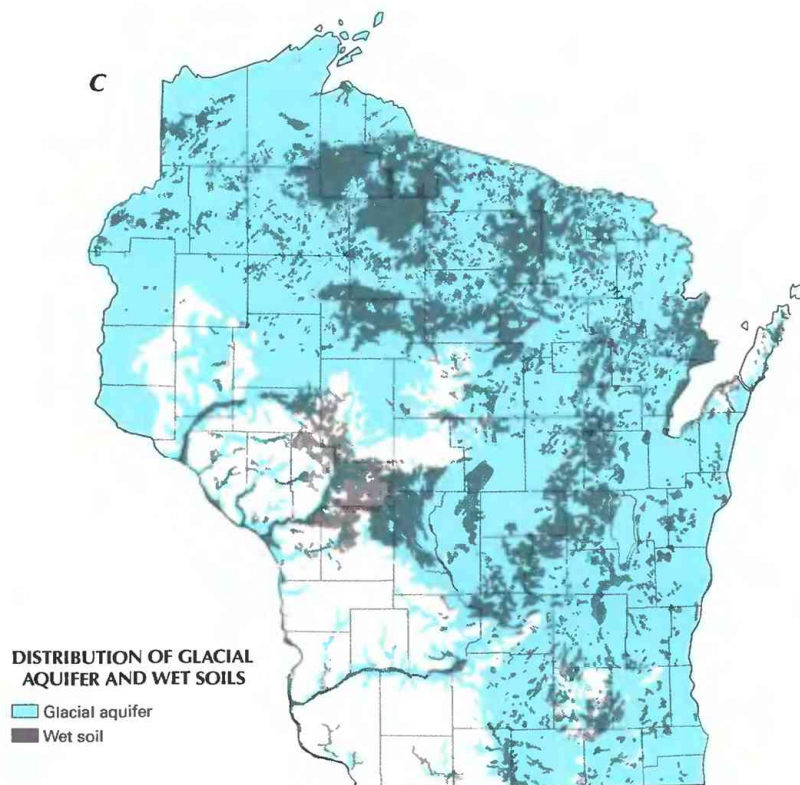 C
DISTRIBUTION OF GLACIAL
AQUIFER AND WET SOILS
Glacial aquifer
Wet soil